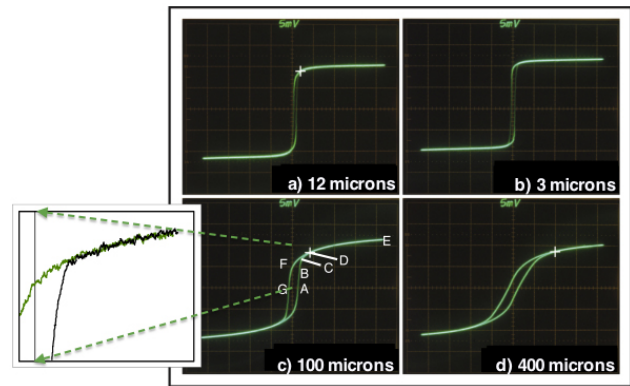 5mV
5mV
a) 12 microns
b) 3 microns
5mV
5mV
E
F
D
B
C
G
A
c) 100 microns
d) 400 microns